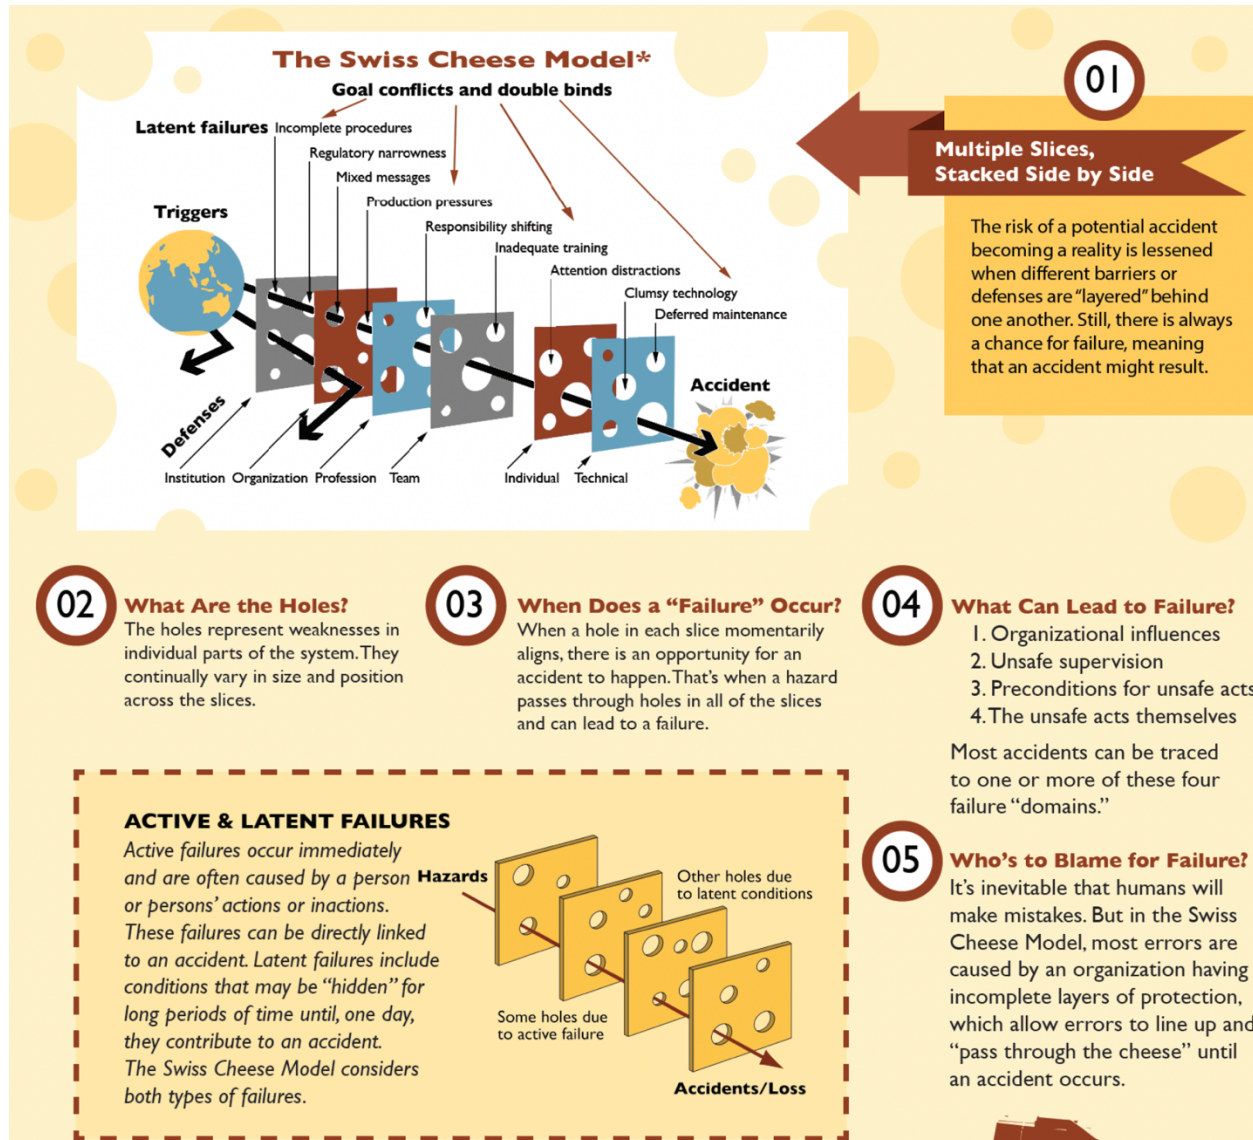 The Swiss Cheese Model*
Goal conflicts and double binds
Latent failures
Incomplete procedures
Regulatory narrowness
Mixed messages
Production pressures
Responsibility shifting
Inadequate training
Attention distractions
Clumsy technology
Deferred maintenance
Triggers
Accident
Defenses
Institution
Organization
Profession
Team
Individual
Technical
01
Multiple Slices,
Stacked Side by Side
The risk of a potential accident
becoming a reality is lessened
when different barriers or
defenses are “layered” behind
one another. Still, there is always
a chance for failure, meaning
that an accident might result.
02
What Are the Holes?
The holes represent weaknesses in
individual parts of the system. They
continually vary in size and position
across the slices.
03
When Does a “Failure” Occur?
When a hole in each slice momentarily
aligns, there is an opportunity for an
accident to happen. That’s when a hazard
passes through holes in all of the slices
and can lead to a failure.
04
What Can Lead to Failure?
1. Organizational influences
2. Unsafe supervision
3. Preconditions for unsafe acts
4. The unsafe acts themselves
Most accidents can be traced
to one or more of these four
failure “domains.”
ACTIVE & LATENT FAILURES
Active failures occur immediately
and are often caused by a person
or persons’ actions or inactions.
These failures can be directly linked
to an accident. Latent failures include
conditions that may be “hidden” for
long periods of time until, one day,
they contribute to an accident.
The Swiss Cheese Model considers
both types of failures.
Hazards
Other holes due
to latent conditions
Some holes due
to active failure
Accidents/Loss
05
Who’s to Blame for Failure?
It’s inevitable that humans will
make mistakes. But in the Swiss
Cheese Model, most errors are
caused by an organization having
incomplete layers of protection,
which allow errors to line up and
“pass through the cheese” until
an accident occurs.